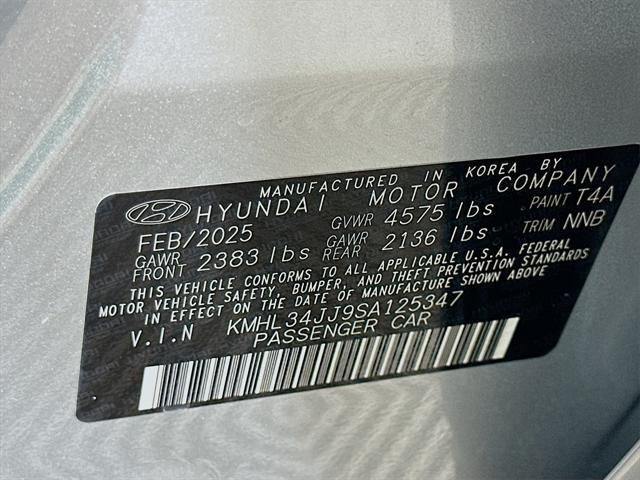 MANUFACTURED IN KOREA BY
HYUNDAI MOTOR COMPANY
FEB/2025 GVWR 4575 lbs PAINT T4A
GAWR FRONT 2383 lbs GAWR REAR 2136 lbs TRIM NNB
THIS VEHICLE CONFORMS TO ALL APPLICABLE U.S.A. FEDERAL
MOTOR VEHICLE SAFETY, BUMPER, AND THEFT PREVENTION STANDARDS
IN EFFECT ON THE DATE OF MANUFACTURE SHOWN ABOVE
V.I.N KMHL34JJ9SA125347
PASSENGER CAR